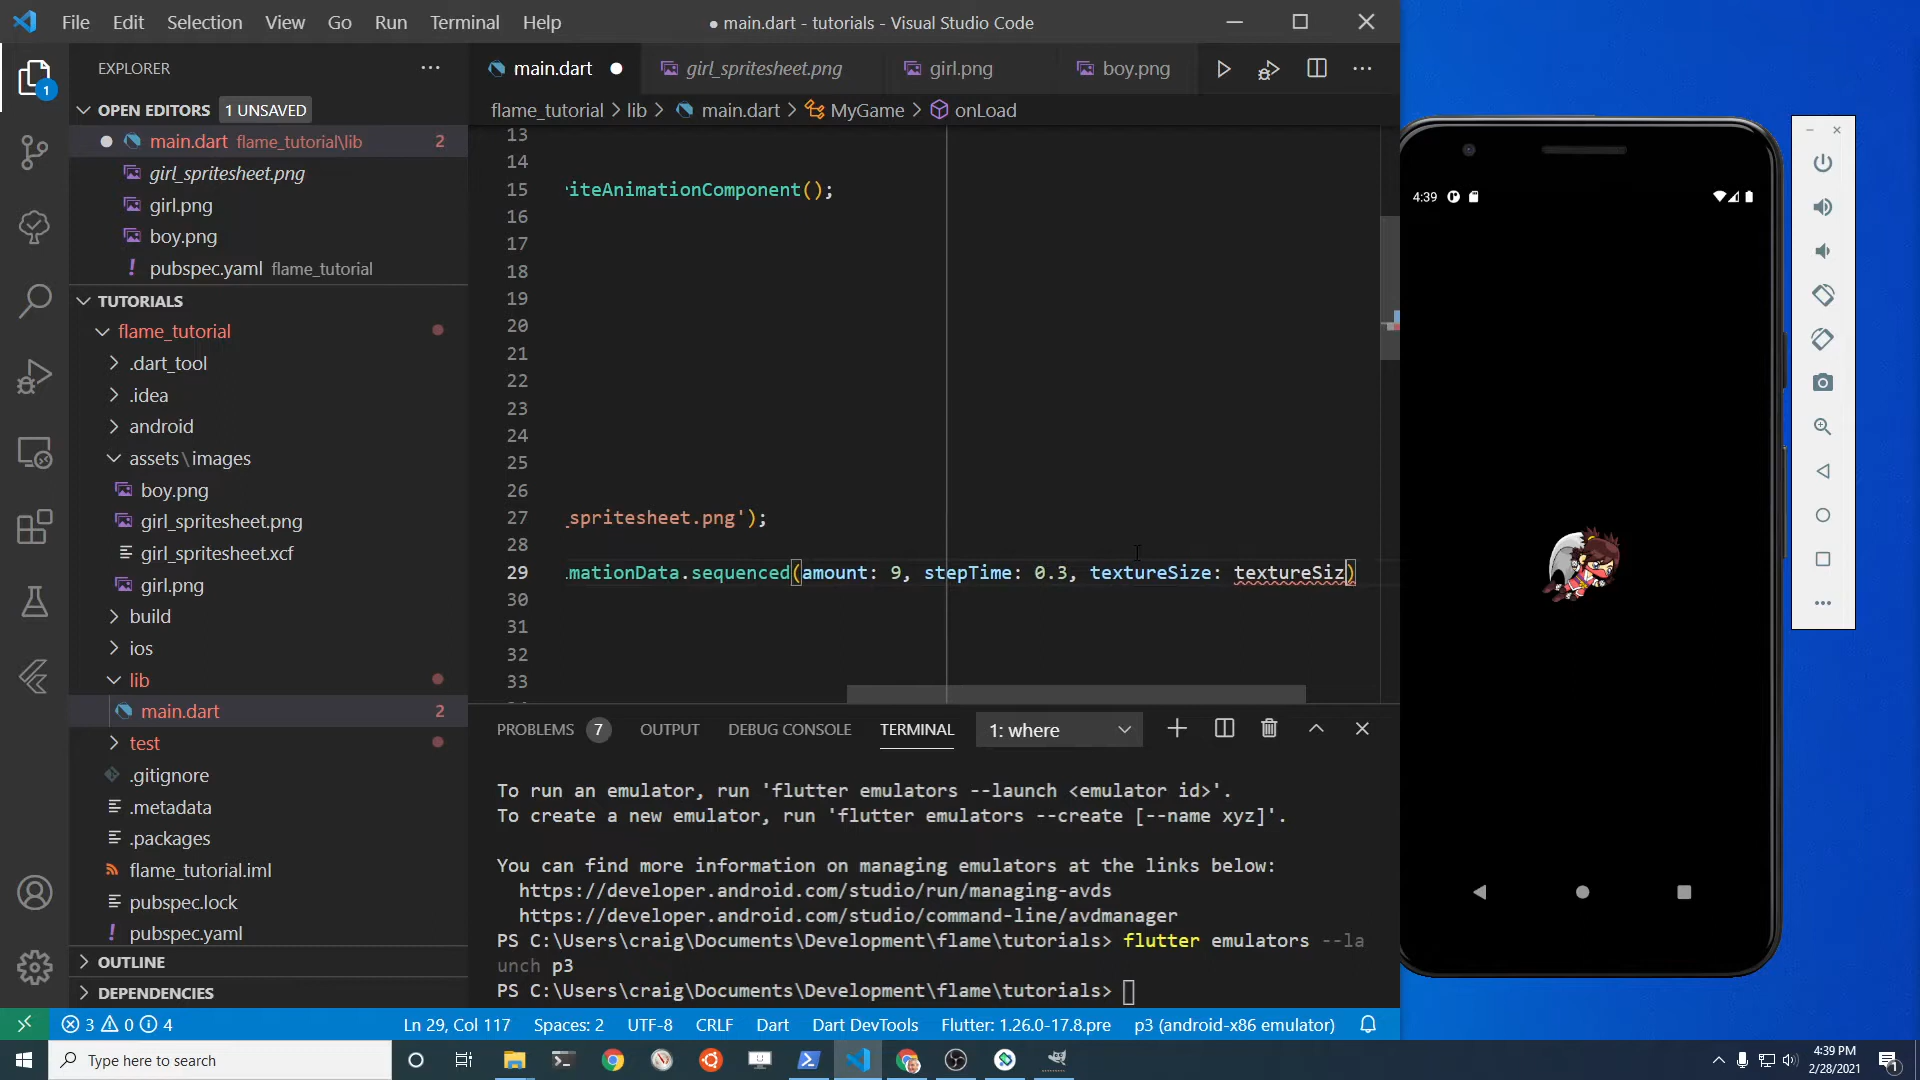 File Edit Selection View Go Run Terminal Help
● main.dart - tutorials - Visual Studio Code
EXPLORER
OPEN EDITORS 1 UNSAVED
main.dart flame_tutorial\lib 2
girl_spritesheet.png
girl.png
boy.png
pubspec.yaml flame_tutorial
TUTORIALS
flame_tutorial
.dart_tool
.idea
android
assets\images
boy.png
girl_spritesheet.png
girl_spritesheet.xcf
girl.png
build
ios
lib
main.dart 2
test
.gitignore
.metadata
.packages
flame_tutorial.iml
pubspec.lock
pubspec.yaml
OUTLINE
DEPENDENCIES
1
main.dart girl_spritesheet.png girl.png boy.png
flame_tutorial > lib > main.dart > MyGame > onLoad
13
14
15 iteAnimationComponent();
16
17
18
19
20
21
22
23
24
25
26
27 _spritesheet.png');
28
29 mationData.sequenced(amount: 9, stepTime: 0.3, textureSize: textureSiz)
30
31
32
33
PROBLEMS 7 OUTPUT DEBUG CONSOLE TERMINAL 1: where
To run an emulator, run 'flutter emulators --launch <emulator id>'.
To create a new emulator, run 'flutter emulators --create [--name xyz]'.
You can find more information on managing emulators at the links below:
https://developer.android.com/studio/run/managing-avds
https://developer.android.com/studio/command-line/avdmanager
PS C:\Users\craig\Documents\Development\flame\tutorials> flutter emulators --la
unch p3
PS C:\Users\craig\Documents\Development\flame\tutorials>
3 0 4 Ln 29, Col 117 Spaces: 2 UTF-8 CRLF Dart Dart DevTools Flutter: 1.26.0-17.8.pre p3 (android-x86 emulator)
4:39
Type here to search
4:39 PM
2/28/2021
1